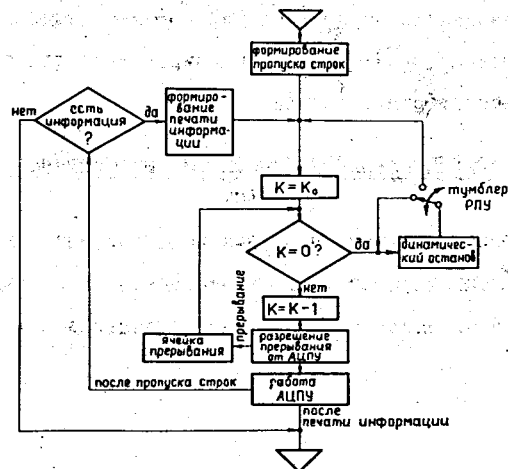 формирование
пропуска строк
нет
есть
информация
?
да
формиро-
вание
печати
информа-
ции
K = K₀
тумблер
РПУ
K = 0 ?
да
динамичес-
кий останов
нет
K = K - 1
прерывание
ячейка
прерывания
разрешение
прерывания
от АЦПУ
после пропуска строк
работа
АЦПУ
после
печати информации